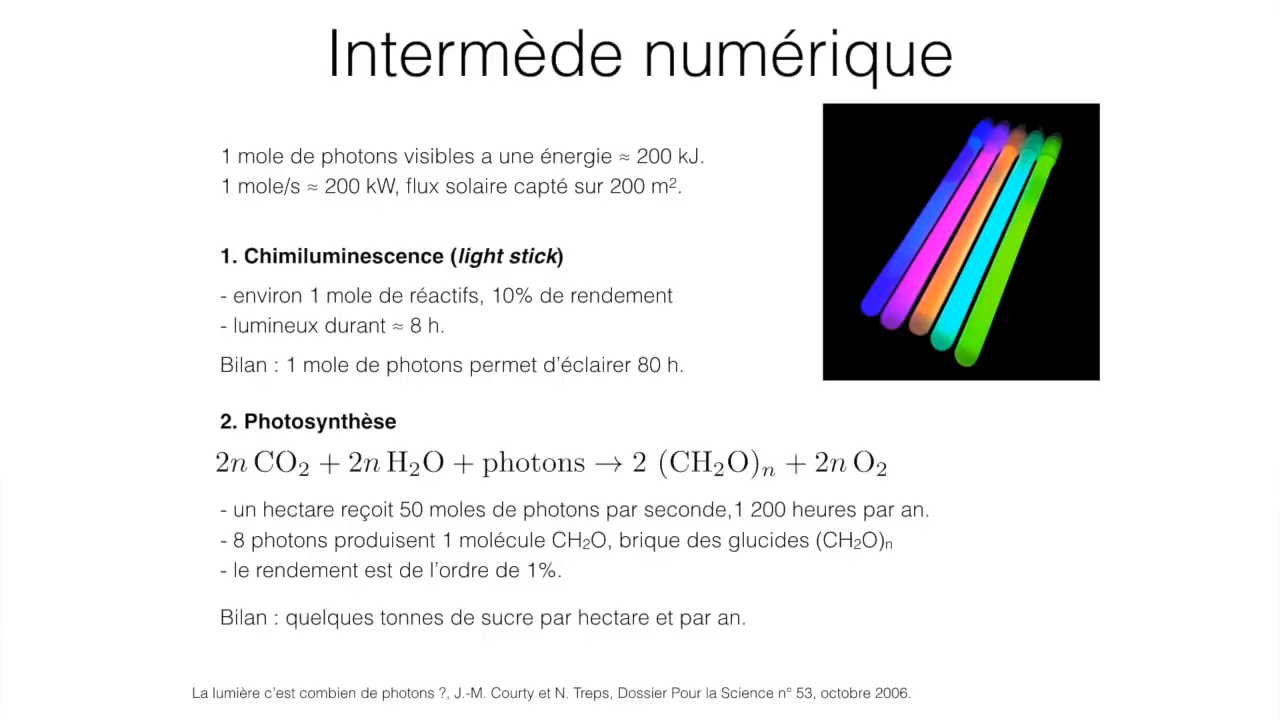 Intermède numérique
1 mole de photons visibles a une énergie ≈ 200 kJ.
1 mole/s ≈ 200 kW, flux solaire capté sur 200 m².
1. Chimiluminescence (light stick)
- environ 1 mole de réactifs, 10% de rendement
- lumineux durant ≈ 8 h.
Bilan : 1 mole de photons permet d’éclairer 80 h.
2. Photosynthèse
2n CO₂ + 2n H₂O + photons → 2 (CH₂O)ₙ + 2n O₂
- un hectare reçoit 50 moles de photons par seconde,1 200 heures par an.
- 8 photons produisent 1 molécule CH₂O, brique des glucides (CH₂O)ₙ
- le rendement est de l’ordre de 1%.
Bilan : quelques tonnes de sucre par hectare et par an.
La lumière c’est combien de photons ?, J.-M. Courty et N. Treps, Dossier Pour la Science n° 53, octobre 2006.